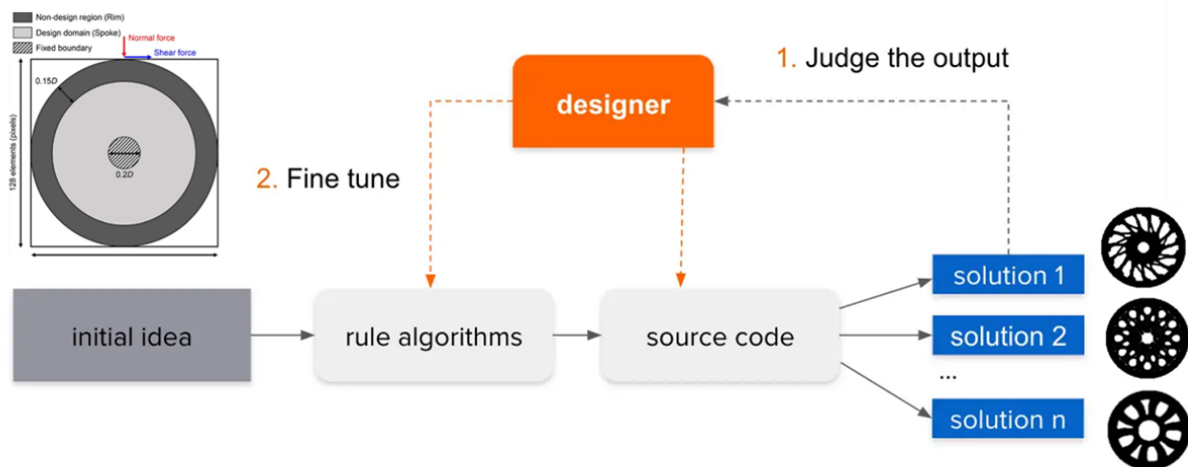 Non-design region (Rim)
Design domain (Spoke)
Fixed boundary
Normal force
Shear force
0.15D
0.2D
128 elements (pixels)
designer
1. Judge the output
2. Fine tune
initial idea
rule algorithms
source code
solution 1
solution 2
...
solution n